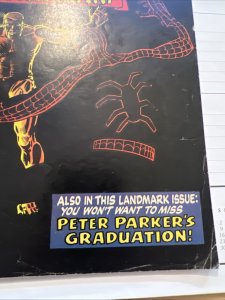 ALSO IN THIS LANDMARK ISSUE:
YOU WON'T WANT TO MISS
PETER PARKER'S
GRADUATION!